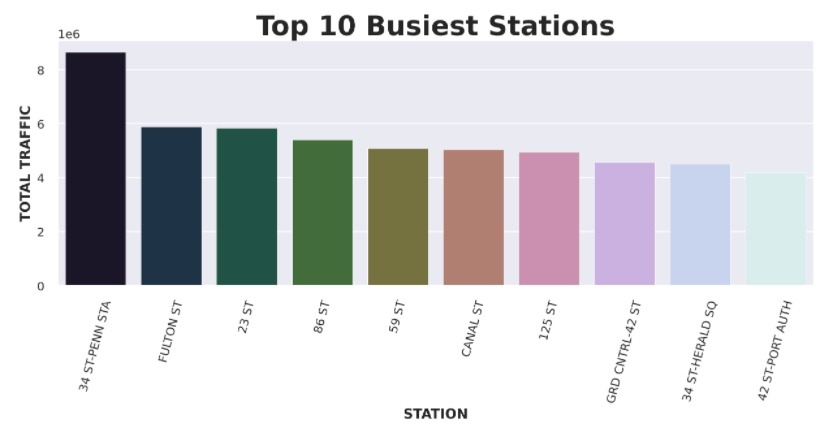 Top 10 Busiest Stations
1e6
8
6
4
2
0
TOTAL TRAFFIC
34 ST-PENN STA
FULTON ST
23 ST
86 ST
59 ST
CANAL ST
125 ST
GRD CNTRL-42 ST
34 ST-HERALD SQ
42 ST-PORT AUTH
STATION